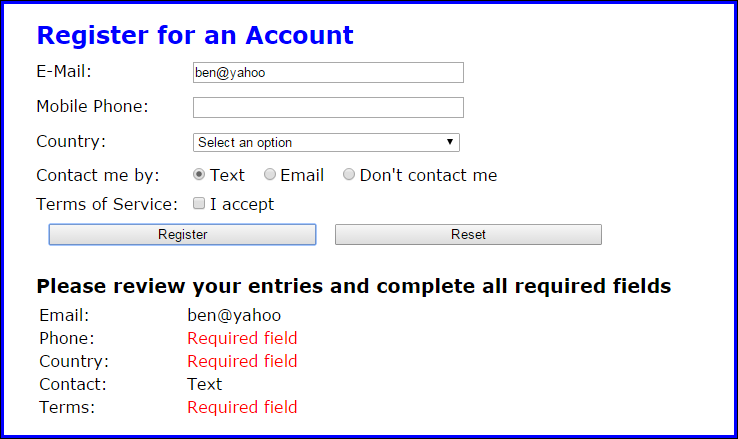 Register for an Account
E-Mail: ben@yahoo
Mobile Phone:
Country: Select an option
Contact me by: Text Email Don't contact me
Terms of Service: I accept
Register Reset
Please review your entries and complete all required fields
Email: ben@yahoo
Phone: Required field
Country: Required field
Contact: Text
Terms: Required field